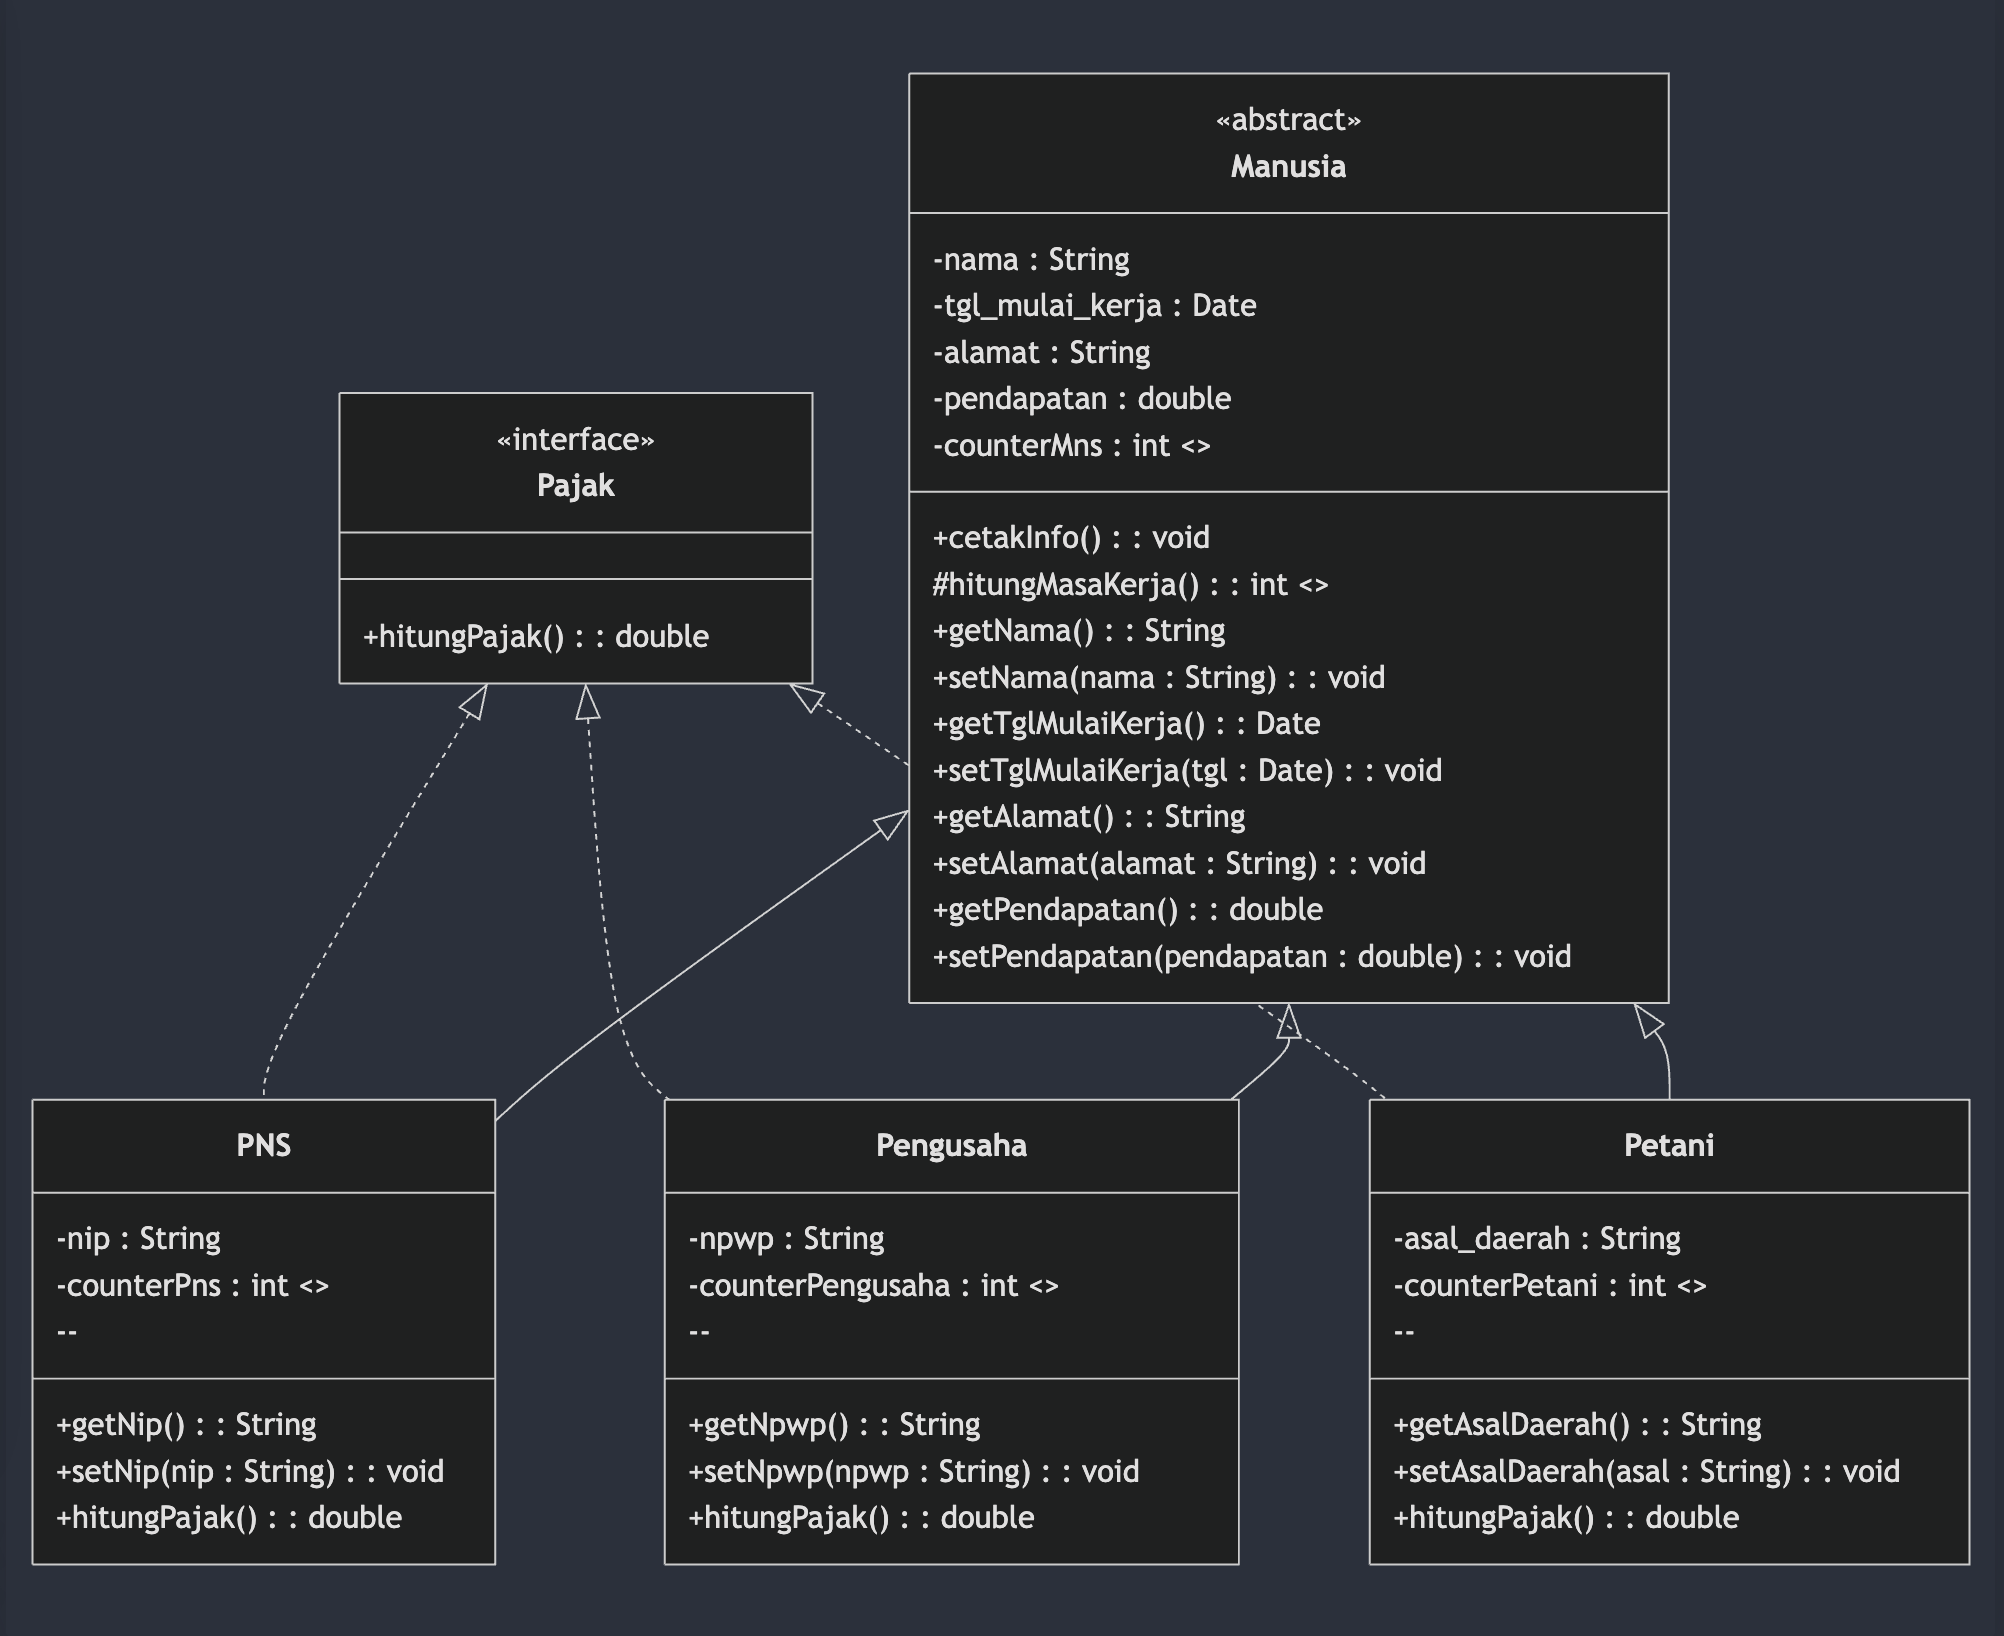 «abstract»
Manusia
-nama : String
-tgl_mulai_kerja : Date
-alamat : String
-pendapatan : double
-counterMns : int <>
+cetakInfo() : : void
#hitungMasaKerja() : : int <>
+getNama() : : String
+setNama(nama : String) : : void
+getTglMulaiKerja() : : Date
+setTglMulaiKerja(tgl : Date) : : void
+getAlamat() : : String
+setAlamat(alamat : String) : : void
+getPendapatan() : : double
+setPendapatan(pendapatan : double) : : void
«interface»
Pajak
+hitungPajak() : : double
PNS
-nip : String
-counterPns : int <>
--
+getNip() : : String
+setNip(nip : String) : : void
+hitungPajak() : : double
Pengusaha
-npwp : String
-counterPengusaha : int <>
--
+getNpwp() : : String
+setNpwp(npwp : String) : : void
+hitungPajak() : : double
Petani
-asal_daerah : String
-counterPetani : int <>
--
+getAsalDaerah() : : String
+setAsalDaerah(asal : String) : : void
+hitungPajak() : : double